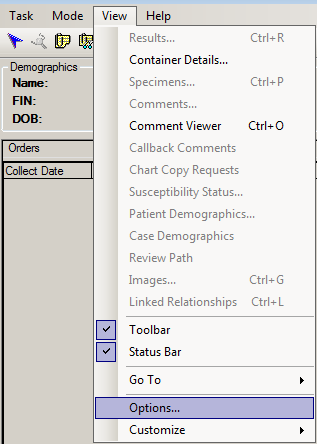 Task Mode View Help
Results... Ctrl+R
Container Details...
Specimens... Ctrl+P
Comments...
Comment Viewer Ctrl+O
Callback Comments
Chart Copy Requests
Susceptibility Status...
Patient Demographics...
Case Demographics
Review Path
Images... Ctrl+G
Linked Relationships Ctrl+L
Toolbar
Status Bar
Go To
Options...
Customize
Demographics
Name:
FIN:
DOB:
Orders
Collect Date